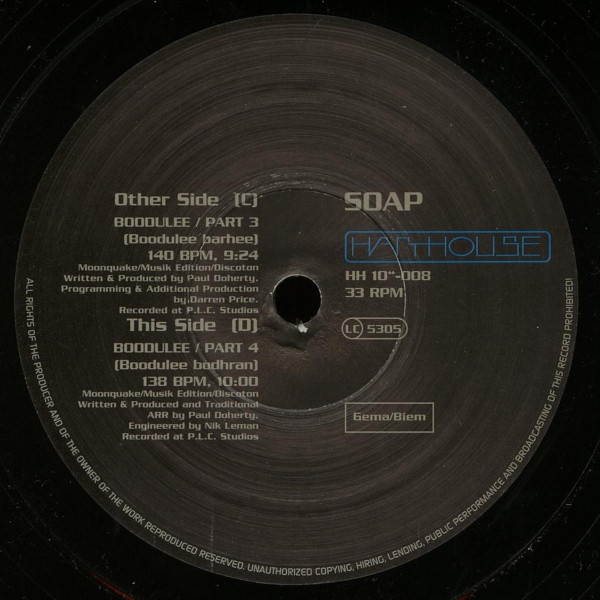 Other Side (C)
BOODULEE / PART 3
(Boodulee barhee)
140 BPM, 9:24
Moonquake/Musik Edition/Discoton
Written & Produced by Paul Doherty.
Programming & Additional Production
by.Darren Price.
Recorded at P.L.C. Studios
This Side (D)
BOODULEE / PART 4
(Boodulee bodhran)
138 BPM, 10:00
Moonquake/Musik Edition/Discoton
Written & Produced and Traditional
ARR by Paul Doherty.
Engineered by Nik Leman
Recorded at P.L.C. Studios
SOAP
HARTHOUSE
HH 10"-008
33 RPM
LC 5305
Gema/Biem
ALL RIGHTS OF THE PRODUCER AND OF THE OWNER OF THE WORK REPRODUCED RESERVED. UNAUTHORIZED COPYING, HIRING, LENDING, PUBLIC PERFORMANCE AND BROADCASTING OF THIS RECORD PROHIBITED!